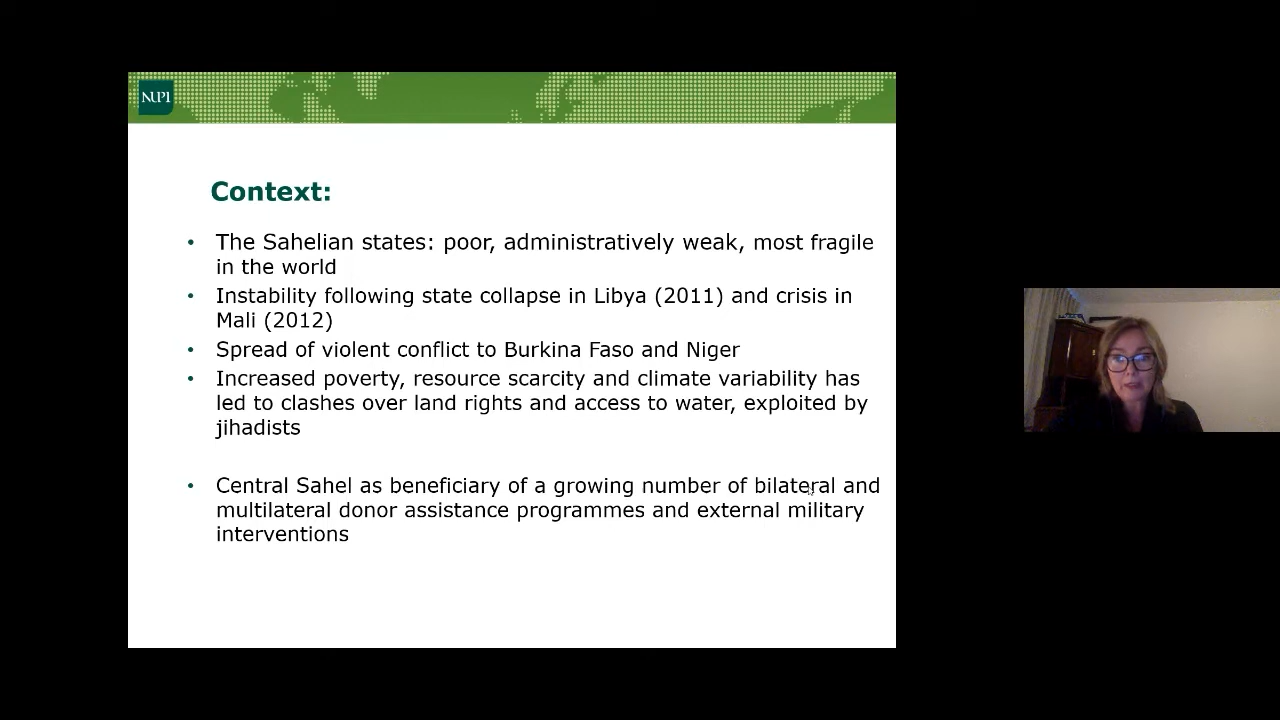 NUPI
Context:
• The Sahelian states: poor, administratively weak, most fragile
in the world
• Instability following state collapse in Libya (2011) and crisis in
Mali (2012)
• Spread of violent conflict to Burkina Faso and Niger
• Increased poverty, resource scarcity and climate variability has
led to clashes over land rights and access to water, exploited by
jihadists
• Central Sahel as beneficiary of a growing number of bilateral and
multilateral donor assistance programmes and external military
interventions